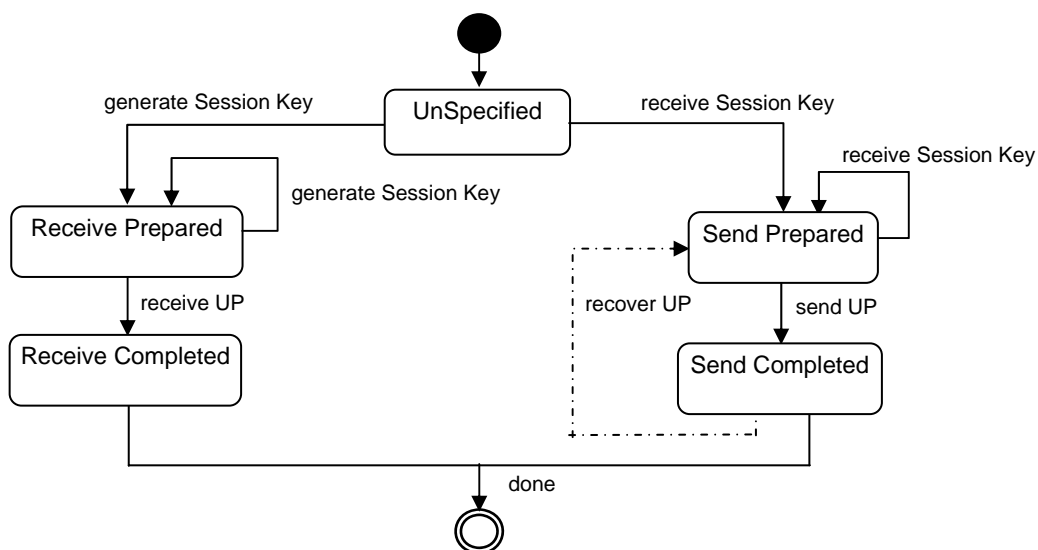 generate Session Key
UnSpecified
receive Session Key
receive Session Key
generate Session Key
Receive Prepared
Send Prepared
receive UP
recover UP
send UP
Receive Completed
Send Completed
done